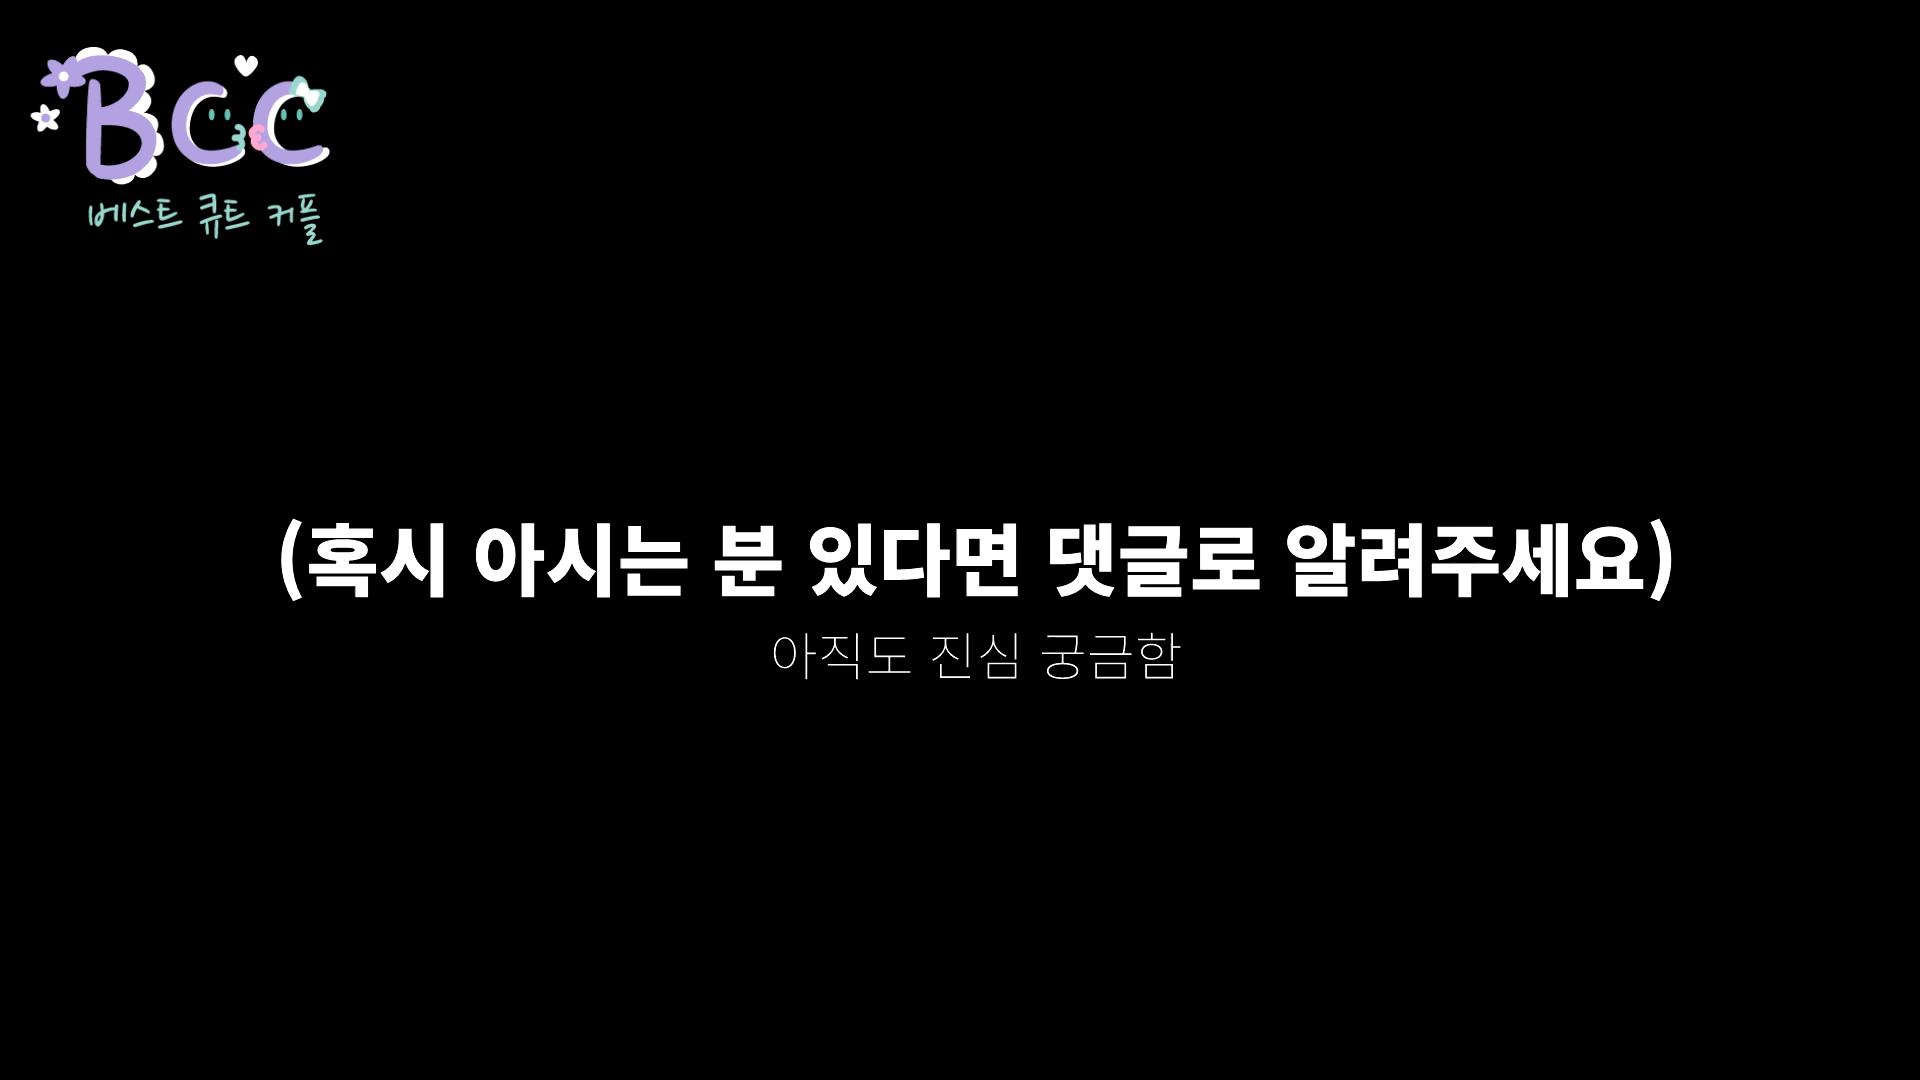 BCC
베스트 큐트 커플
(혹시 아시는 분 있다면 댓글로 알려주세요)
아직도 진심 궁금함